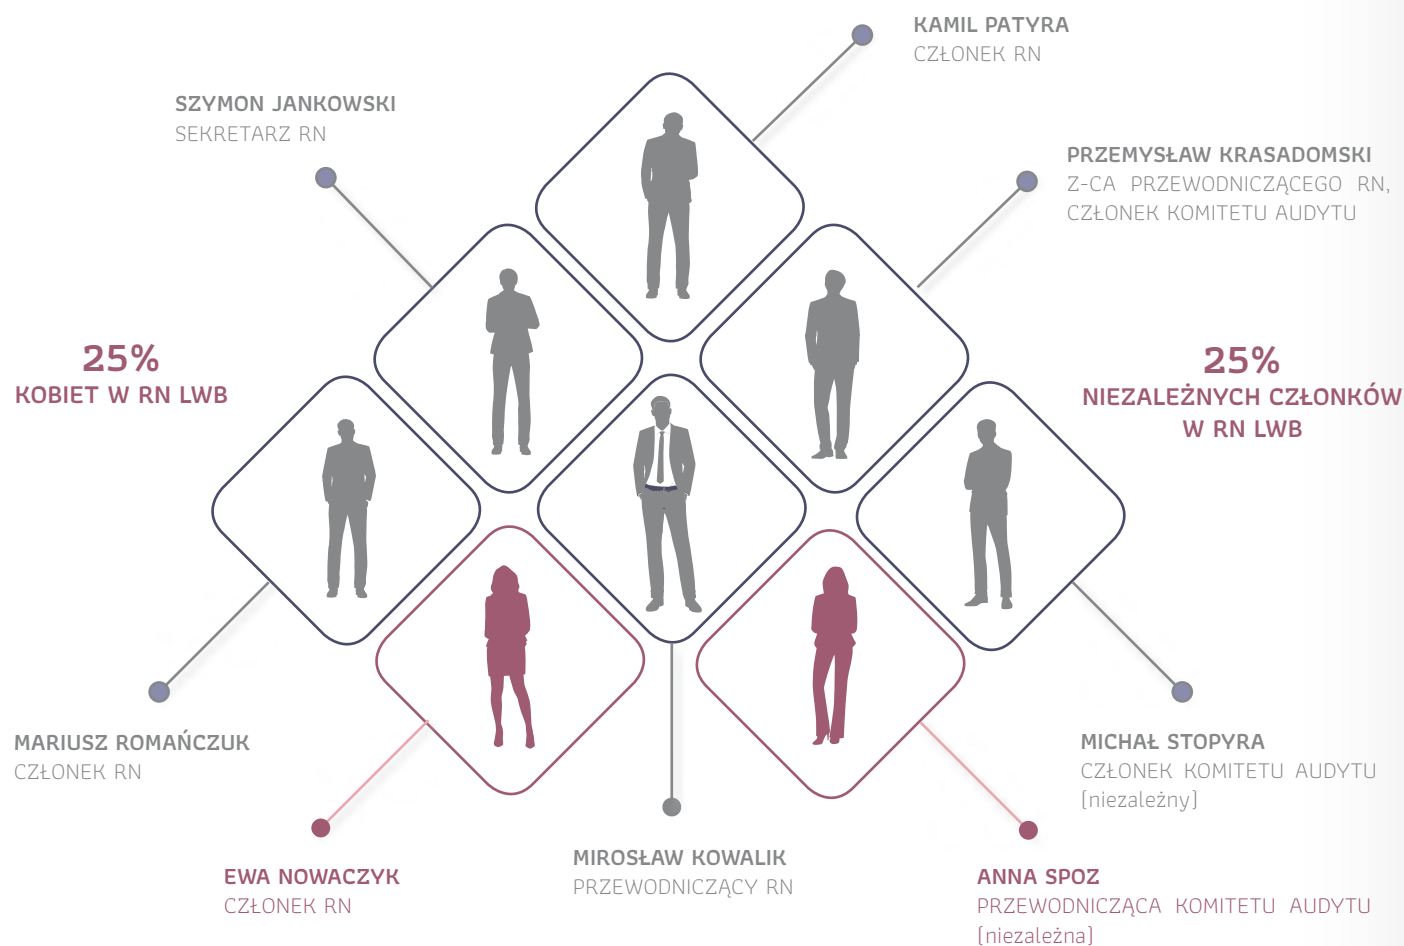 KAMIL PATYRA
CZŁONEK RN
SZYMON JANKOWSKI
SEKRETARZ RN
PRZEMYSŁAW KRASADOMSKI
Z-CA PRZEWODNICZĄCEGO RN,
CZŁONEK KOMITETU AUDYTU
25%
KOBIET W RN LWB
25%
NIEZALEŻNYCH CZŁONKÓW
W RN LWB
MARIUSZ ROMAŃCZUK
CZŁONEK RN
MICHAŁ STOPYRA
CZŁONEK KOMITETU AUDYTU
(niezależny)
EWA NOWACZYK
CZŁONEK RN
MIROSŁAW KOWALIK
PRZEWODNICZĄCY RN
ANNA SPOZ
PRZEWODNICZĄCA KOMITETU AUDYTU
(niezależna)